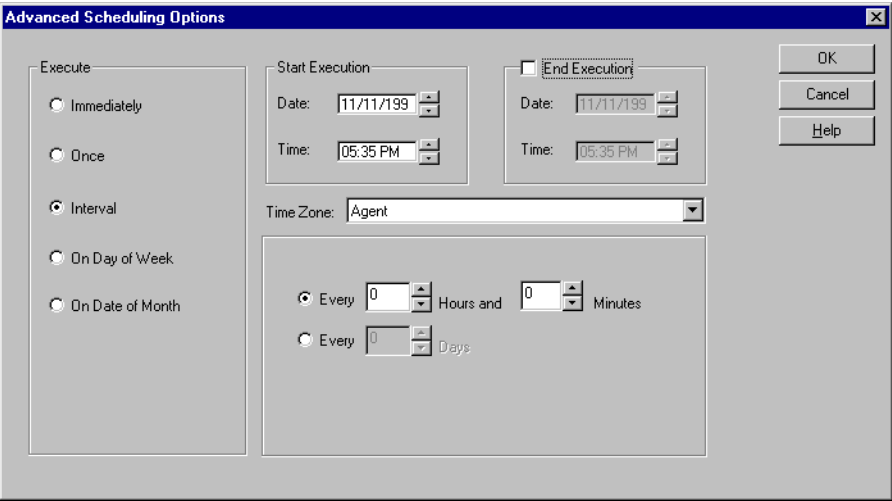 Advanced Scheduling Options
Execute
Immediately
Once
Interval
On Day of Week
On Date of Month
Start Execution
Date: 11/11/199
Time: 05:35 PM
End Execution
Date: 11/11/199
Time: 05:35 PM
OK
Cancel
Help
Time Zone: Agent
Every 0 Hours and 0 Minutes
Every 0 Days